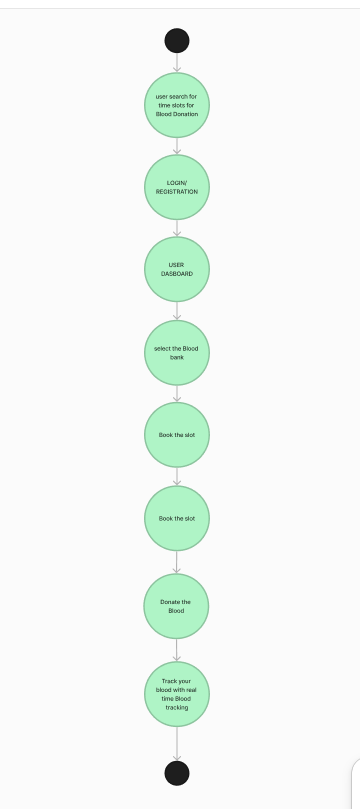 user search for
time slots for
Blood Donation
LOGIN/
REGISTRATION
USER
DASBOARD
select the Blood
bank
Book the slot
Book the slot
Donate the
Blood
Track your
blood with real
time Blood
tracking